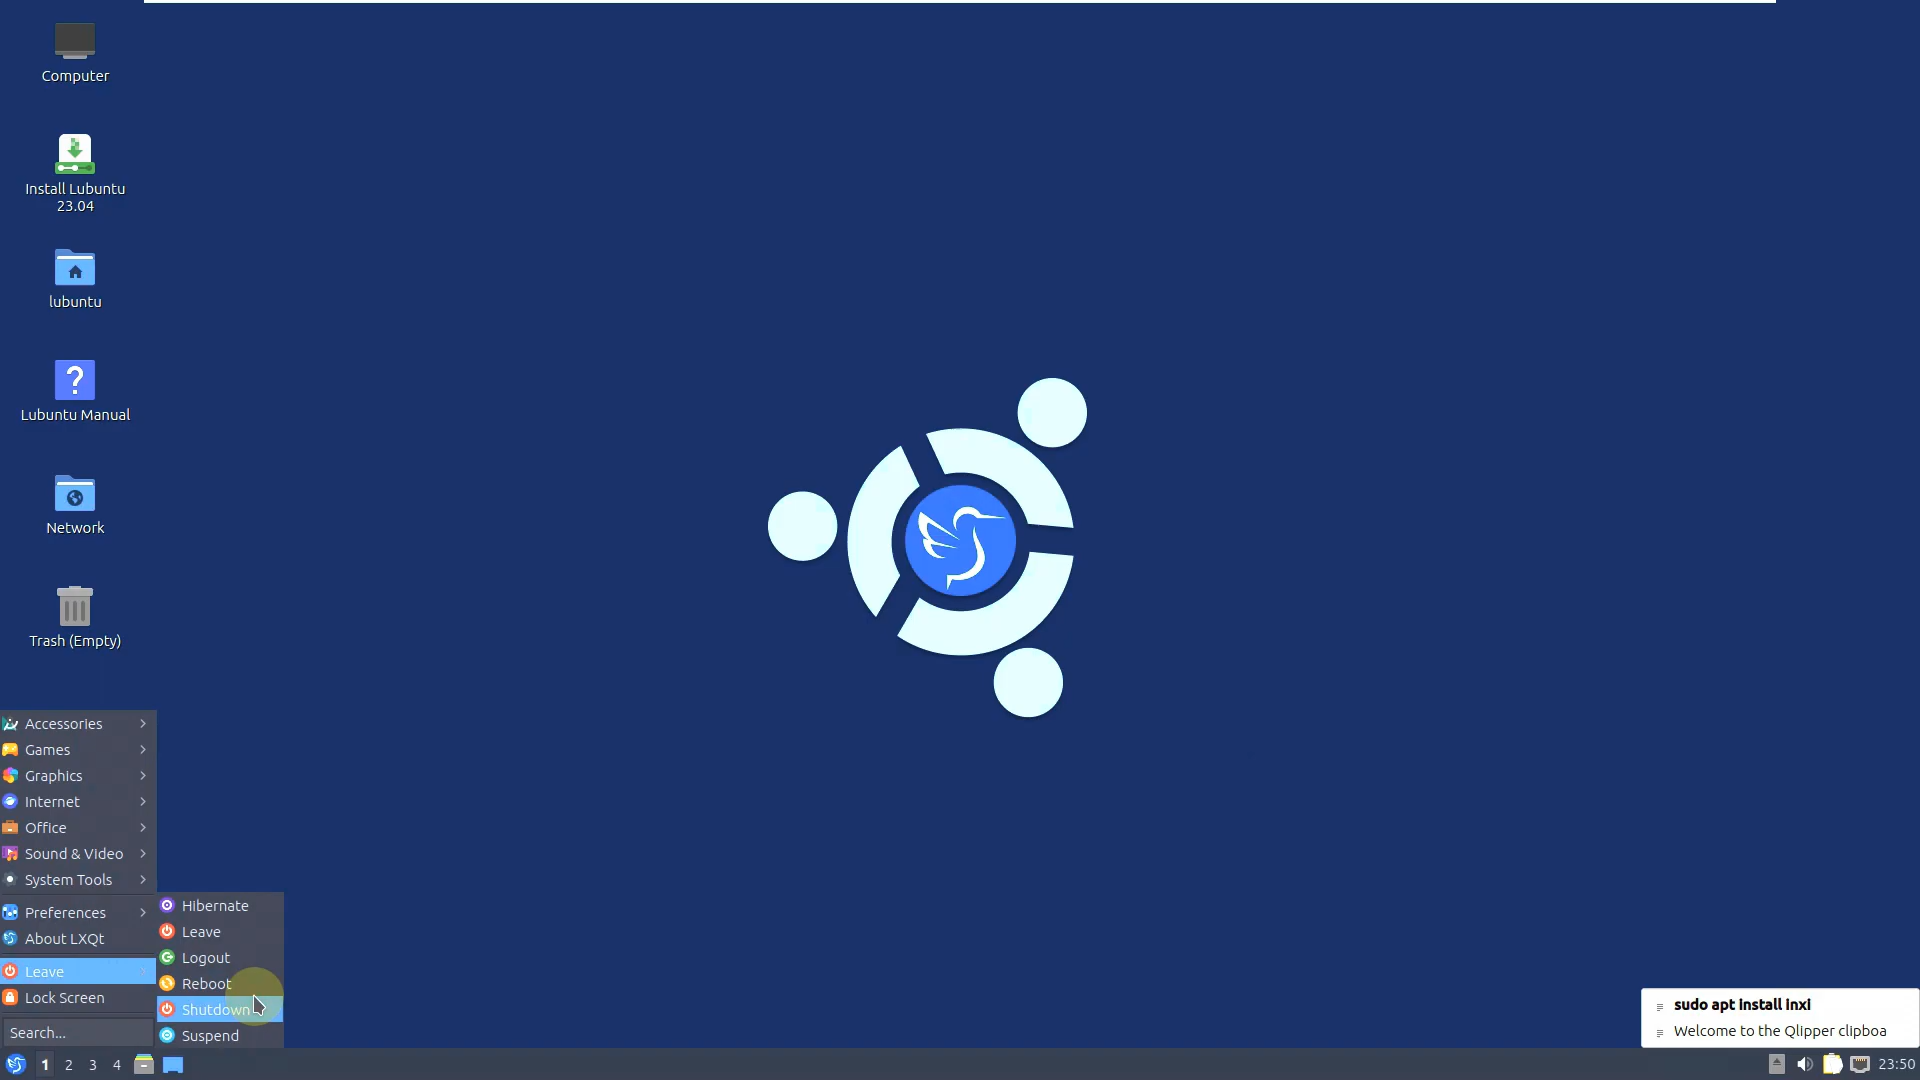 Computer
Install Lubuntu
23.04
lubuntu
Lubuntu Manual
Network
Trash (Empty)
Accessories
Games
Graphics
Internet
Office
Sound & Video
System Tools
Preferences
About LXQt
Leave
Lock Screen
Search...
Hibernate
Leave
Logout
Reboot
Shutdown
Suspend
sudo apt install inxi
Welcome to the Qlipper clipboa
1 2 3 4
23:50